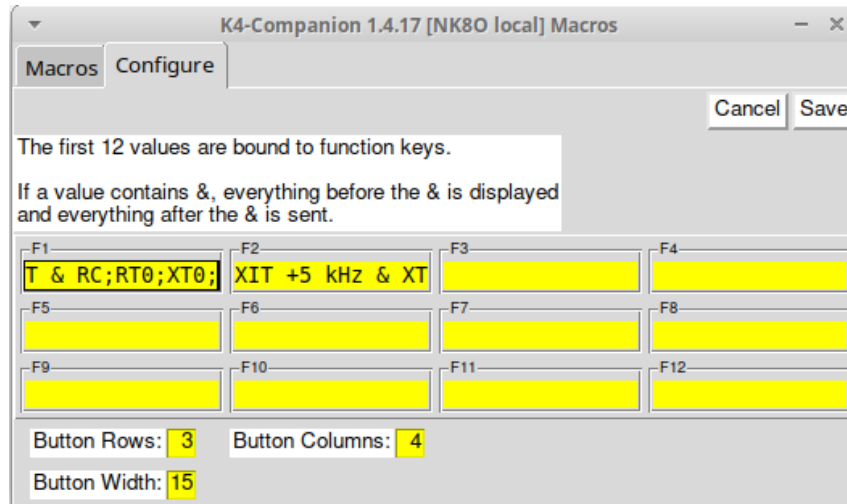 K4-Companion 1.4.17 [NK8O local] Macros
Macros Configure
Cancel Save
The first 12 values are bound to function keys.
If a value contains &, everything before the & is displayed
and everything after the & is sent.
F1 F2 F3 F4
T & RC;RT0;XT0; XIT +5 kHz & XT
F5 F6 F7 F8
F9 F10 F11 F12
Button Rows: 3 Button Columns: 4
Button Width: 15